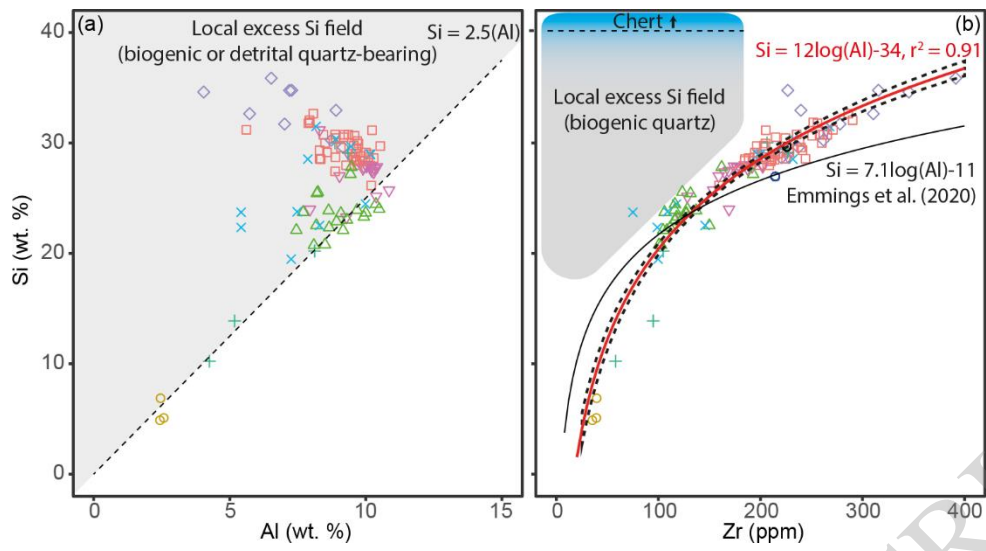 (a)
Local excess Si field
(biogenic or detrital quartz-bearing)
Si = 2.5(Al)
Si (wt. %)
40
30
20
10
0
0
5
10
15
Al (wt. %)
(b)
Chert
Si = 12log(Al)-34, r² = 0.91
Local excess Si field
(biogenic quartz)
Si = 7.1log(Al)-11
Emmings et al. (2020)
0
100
200
300
400
Zr (ppm)